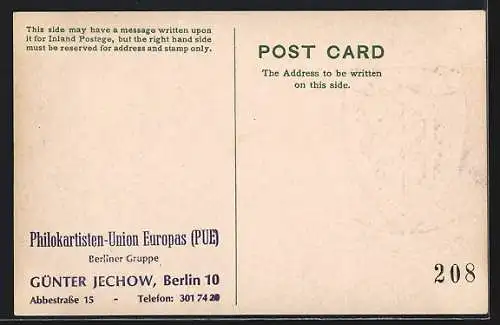 This side may have a message written upon
it for Inland Postege, but the right hand side
must be reserved for address and stamp only.
POST CARD
The Address to be written
on this side.
Philokartisten-Union Europas (PUE)
Berliner Gruppe
GÜNTER JECHOW, Berlin 10
Abbestraße 15 - Telefon: 301 74 20
208